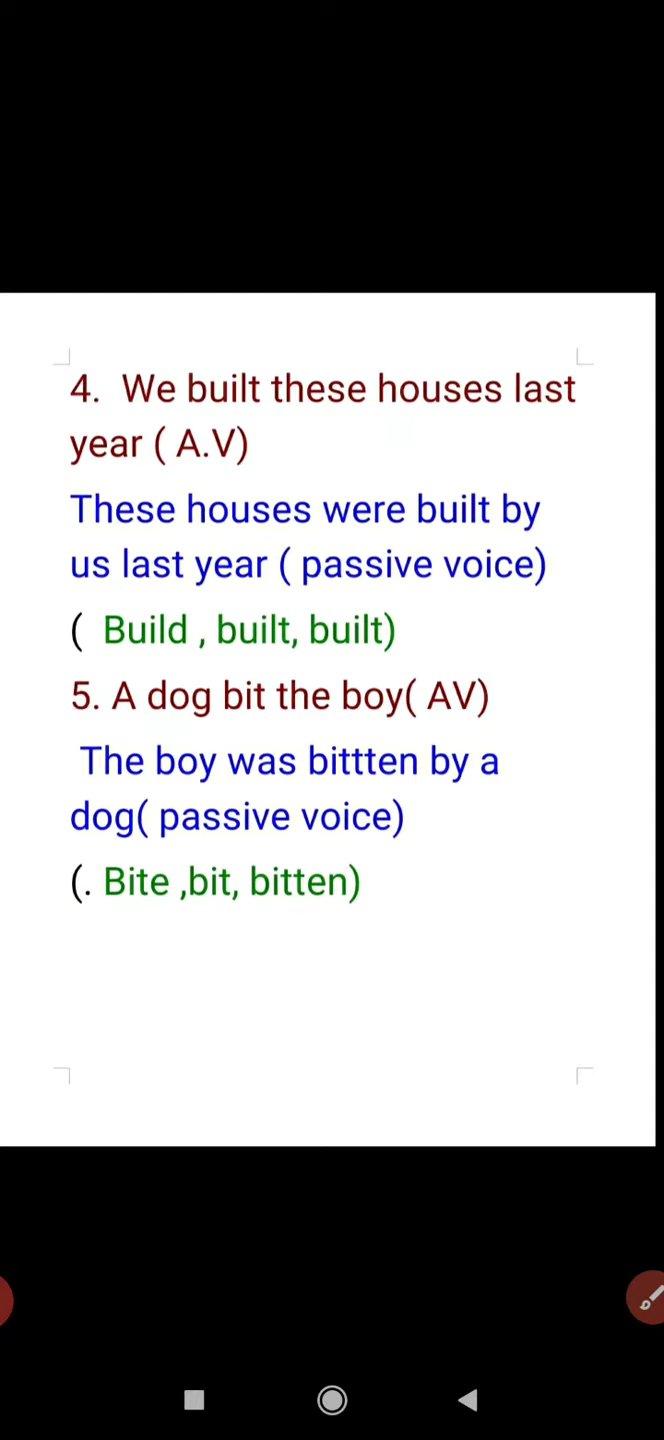 4. We built these houses last
year ( A.V)
These houses were built by
us last year ( passive voice)
( Build , built, built)
5. A dog bit the boy( AV)
The boy was bittten by a
dog( passive voice)
(. Bite ,bit, bitten)